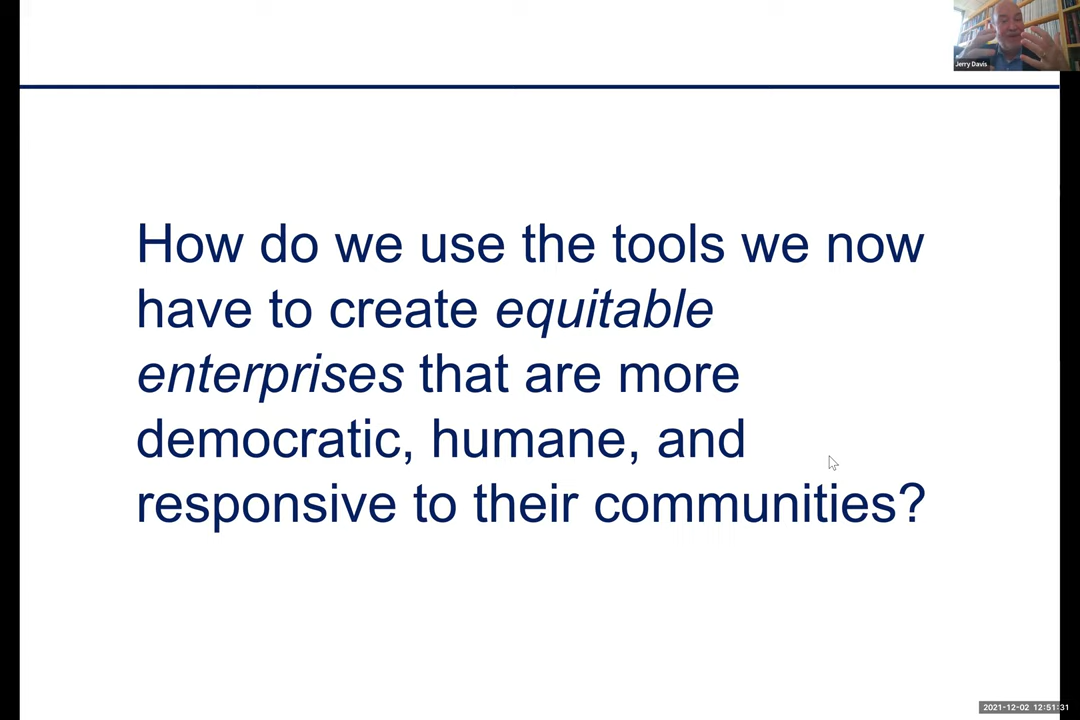 Jerry Davis
How do we use the tools we now
have to create equitable
enterprises that are more
democratic, humane, and
responsive to their communities?
2021-12-02 12:51:31